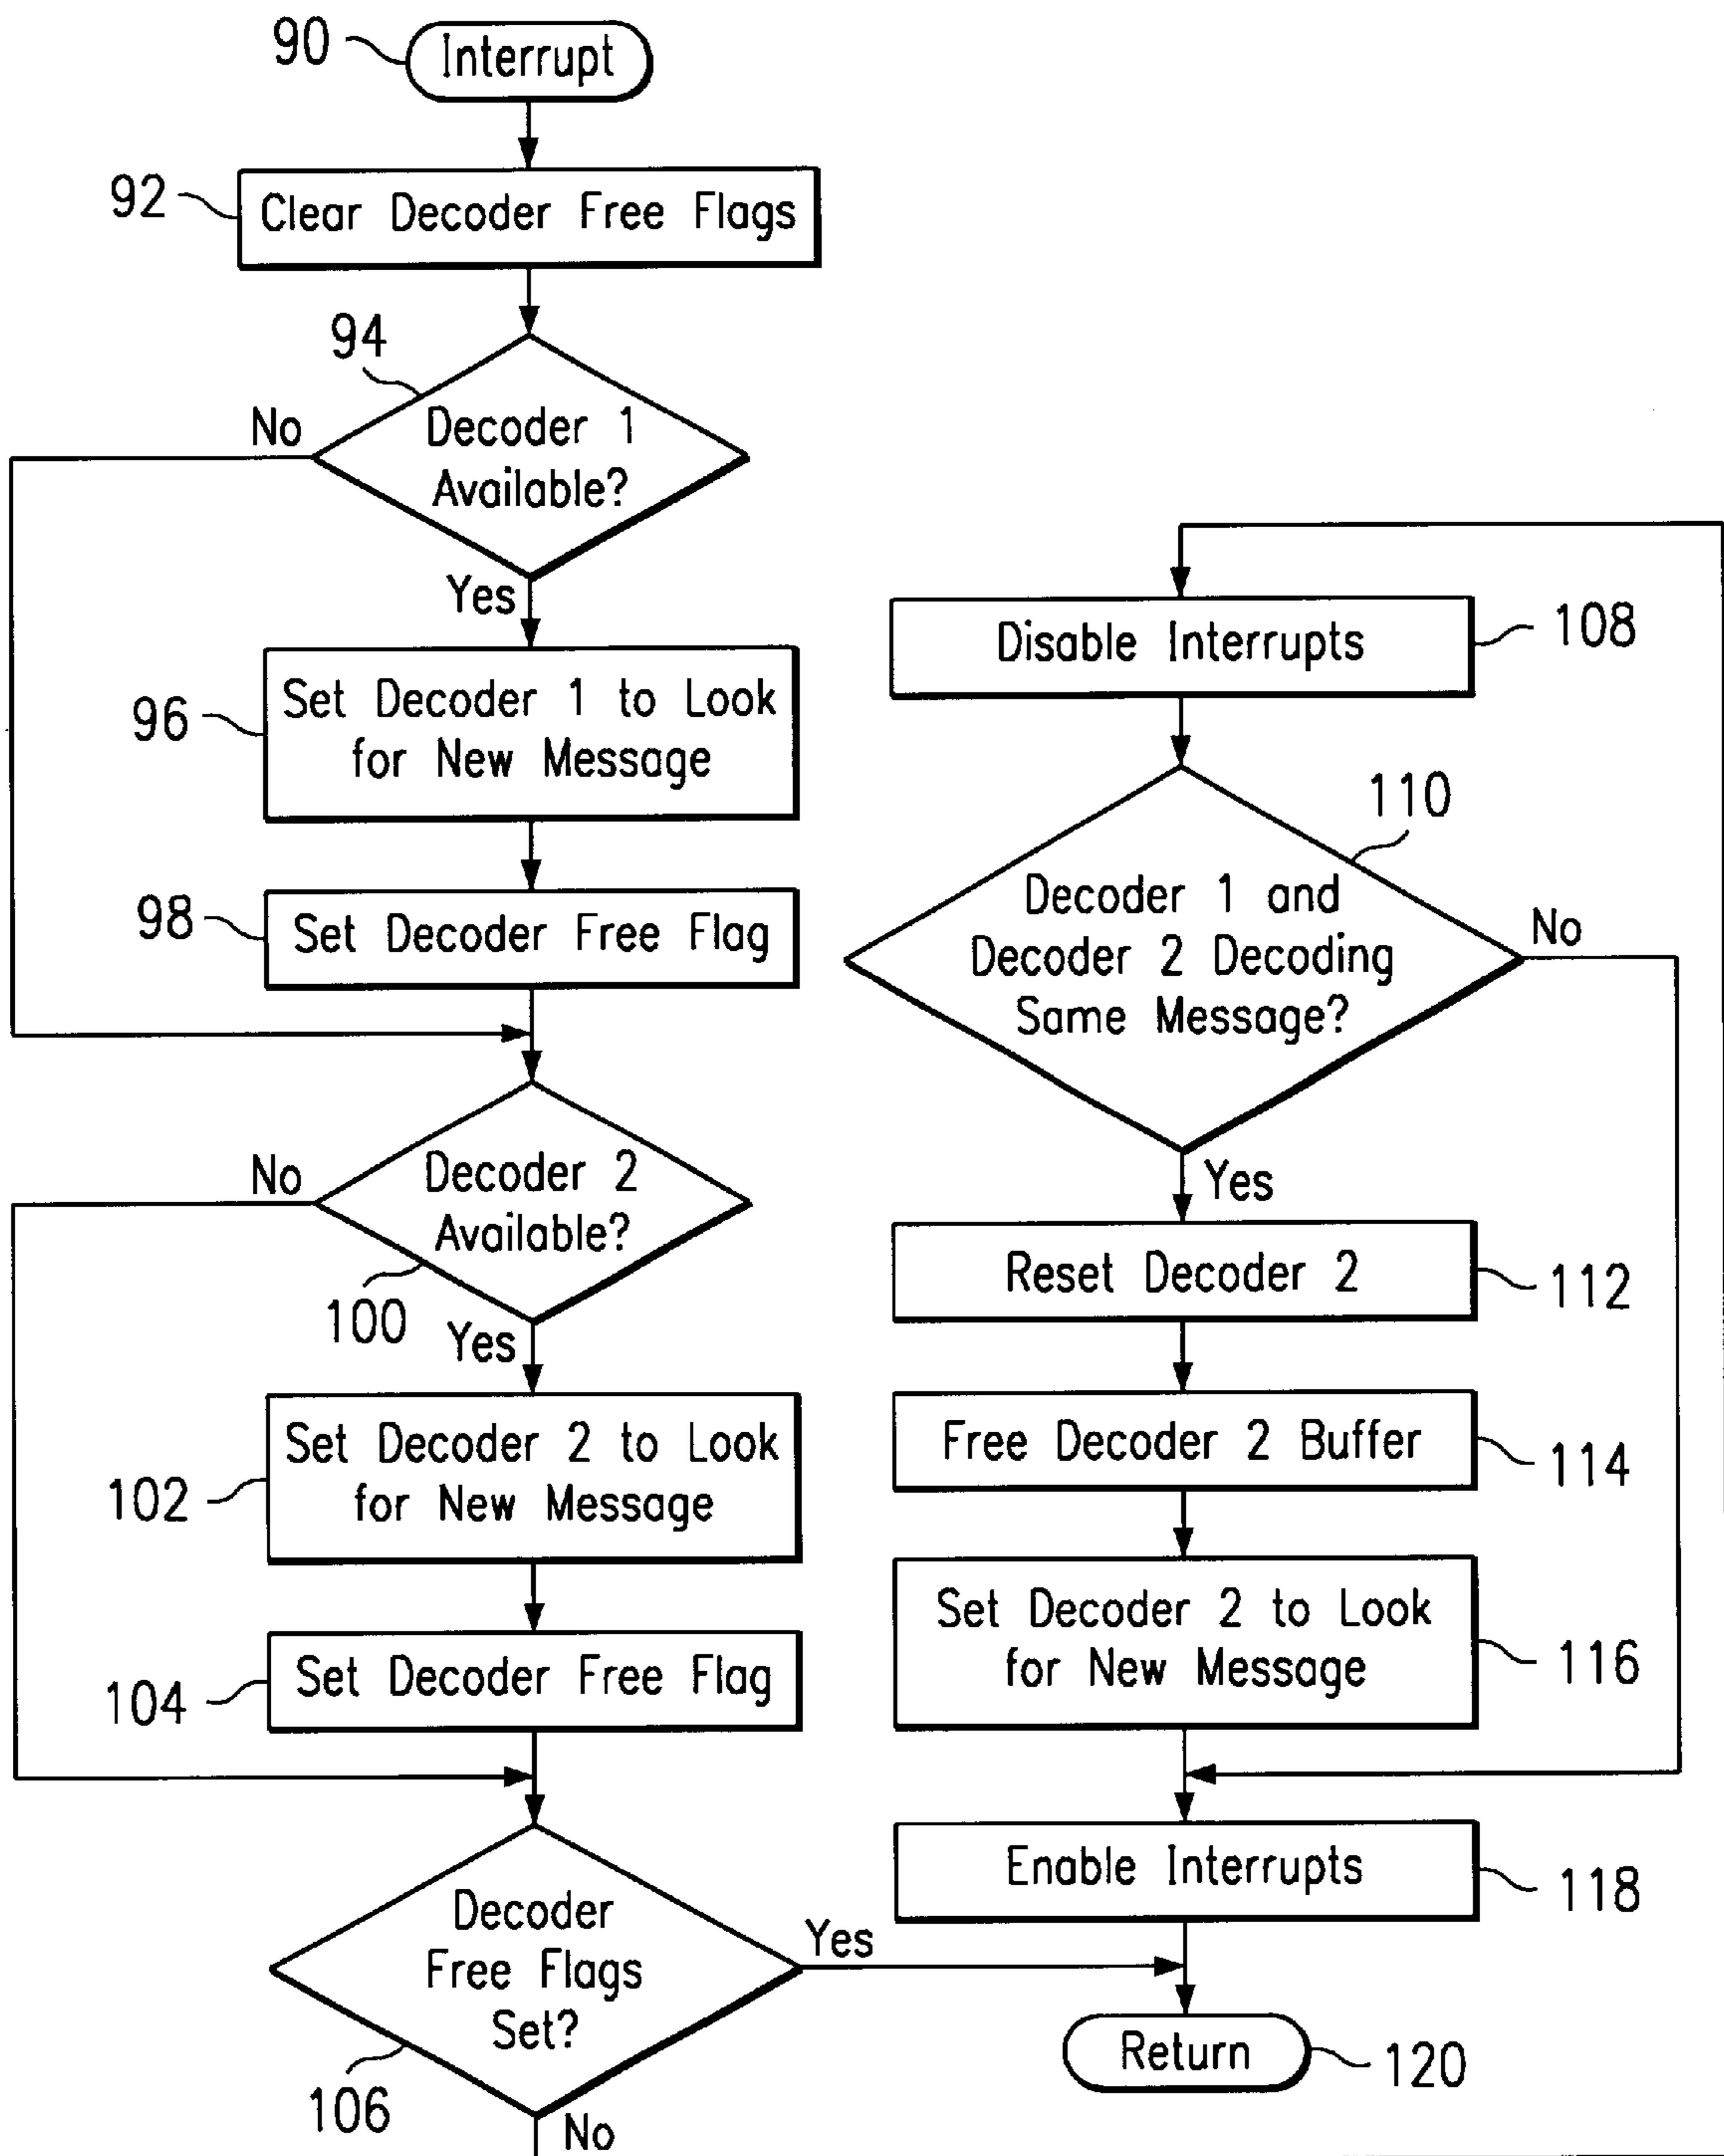 90
Interrupt
92
Clear Decoder Free Flags
94
No
Decoder 1
Available?
Yes
96
Set Decoder 1 to Look
for New Message
98
Set Decoder Free Flag
No
Decoder 2
Available?
100
Yes
102
Set Decoder 2 to Look
for New Message
104
Set Decoder Free Flag
Decoder
Free Flags
Set?
Yes
106
No
Disable Interrupts
108
110
Decoder 1 and
Decoder 2 Decoding
Same Message?
No
Yes
Reset Decoder 2
112
Free Decoder 2 Buffer
114
Set Decoder 2 to Look
for New Message
116
Enable Interrupts
118
Return
120